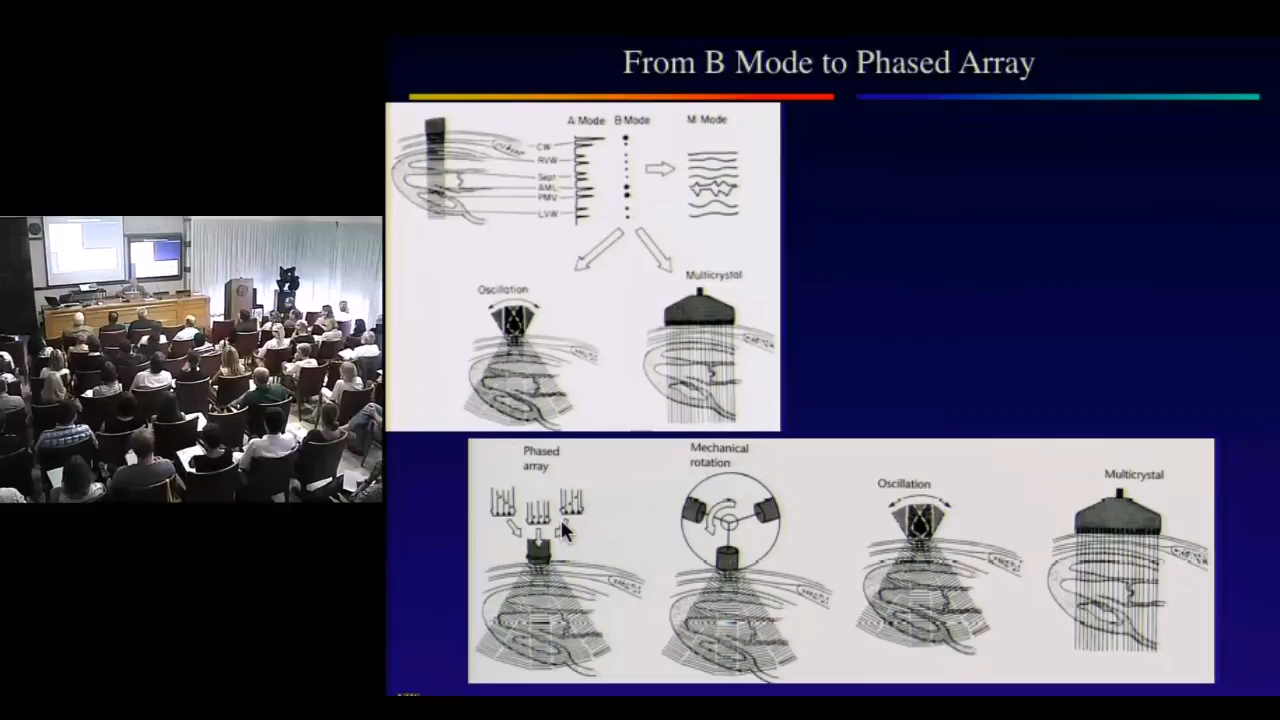 From B Mode to Phased Array
A Mode B Mode M Mode
CW
RVW
Sept
AML
PMV
LVW
Oscillation
Multicrystal
Phased
array
Mechanical
rotation
Oscillation
Multicrystal